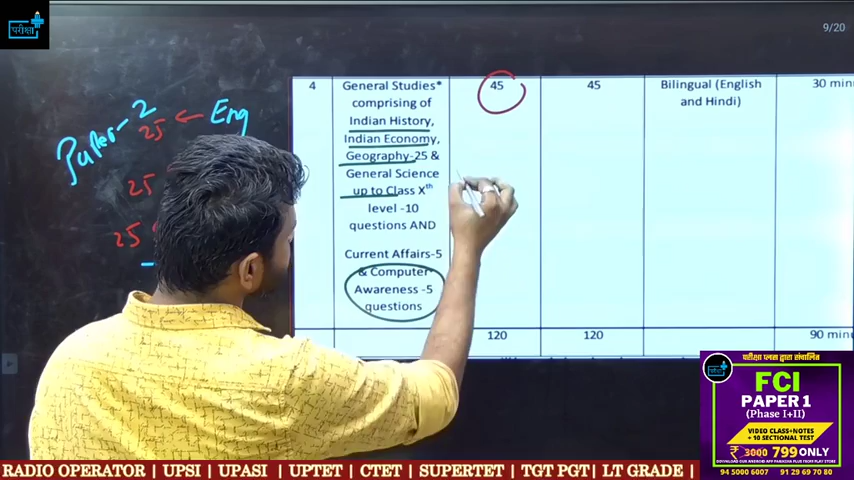 परीक्षा
9/20
Paper-2
25 ← Eng
25
25
4
General Studies*
comprising of
Indian History,
Indian Economy,
Geography-25 &
General Science
up to Class Xth
level -10
questions AND
Current Affairs-5
& Computer
Awareness -5
questions
45
45
Bilingual (English
and Hindi)
30 min
120
120
90 min
परीक्षा प्लस द्वारा संचालित
FCI
PAPER 1
(Phase I+II)
VIDEO CLASS+NOTES
+ 10 SECTIONAL TEST
₹ 3000 799 ONLY
94 5000 6007 91 29 69 70 80
RADIO OPERATOR | UPSI | UPASI | UPTET | CTET | SUPERTET | TGT PGT | LT GRADE |